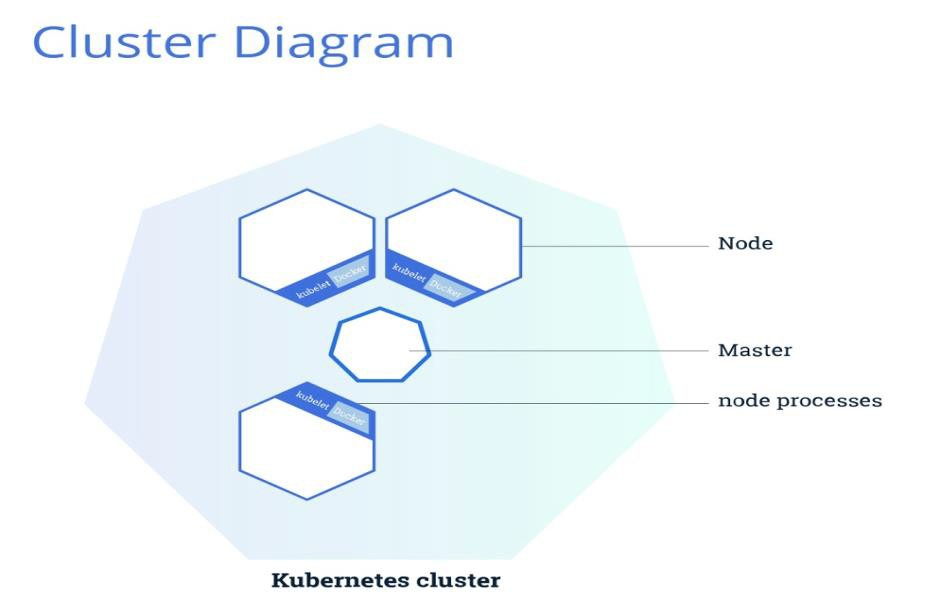 Cluster Diagram
kubelet
Docker
kubelet
Docker
Node
Master
kubelet
Docker
node processes
Kubernetes cluster